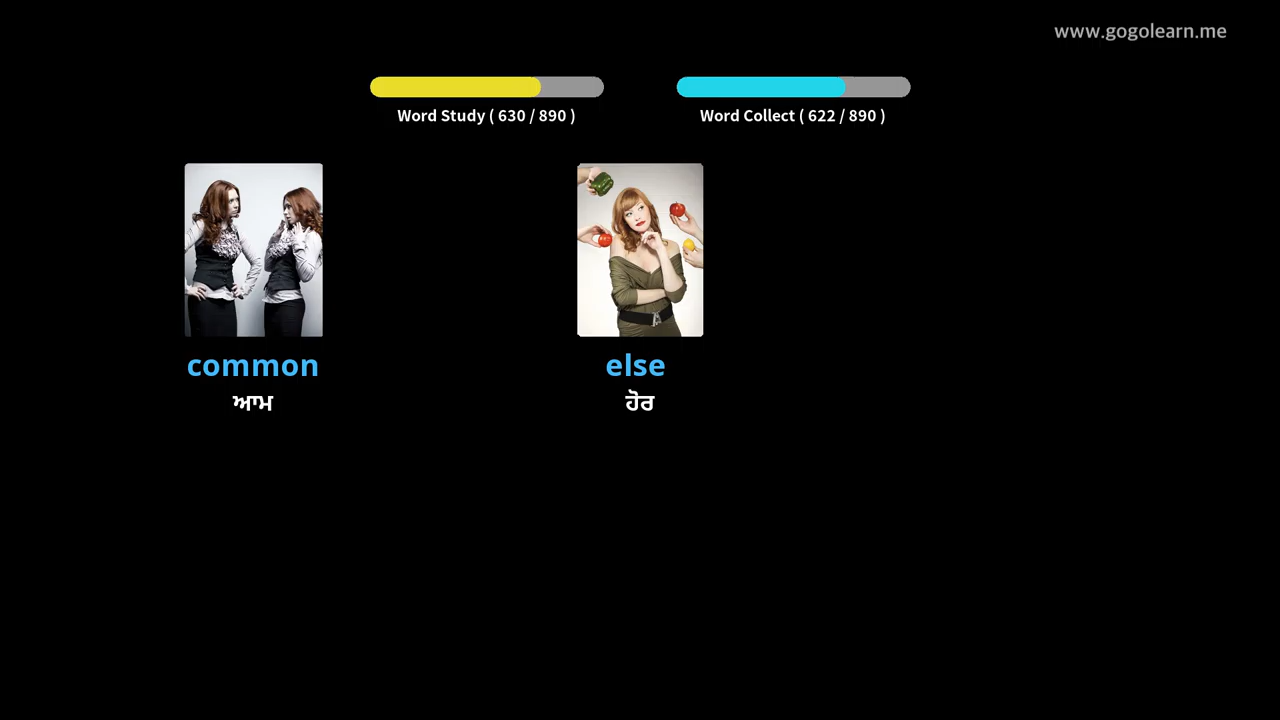 www.gogolearn.me
Word Study ( 630 / 890 )
Word Collect ( 622 / 890 )
common
ਆਮ
else
ਹੋਰ